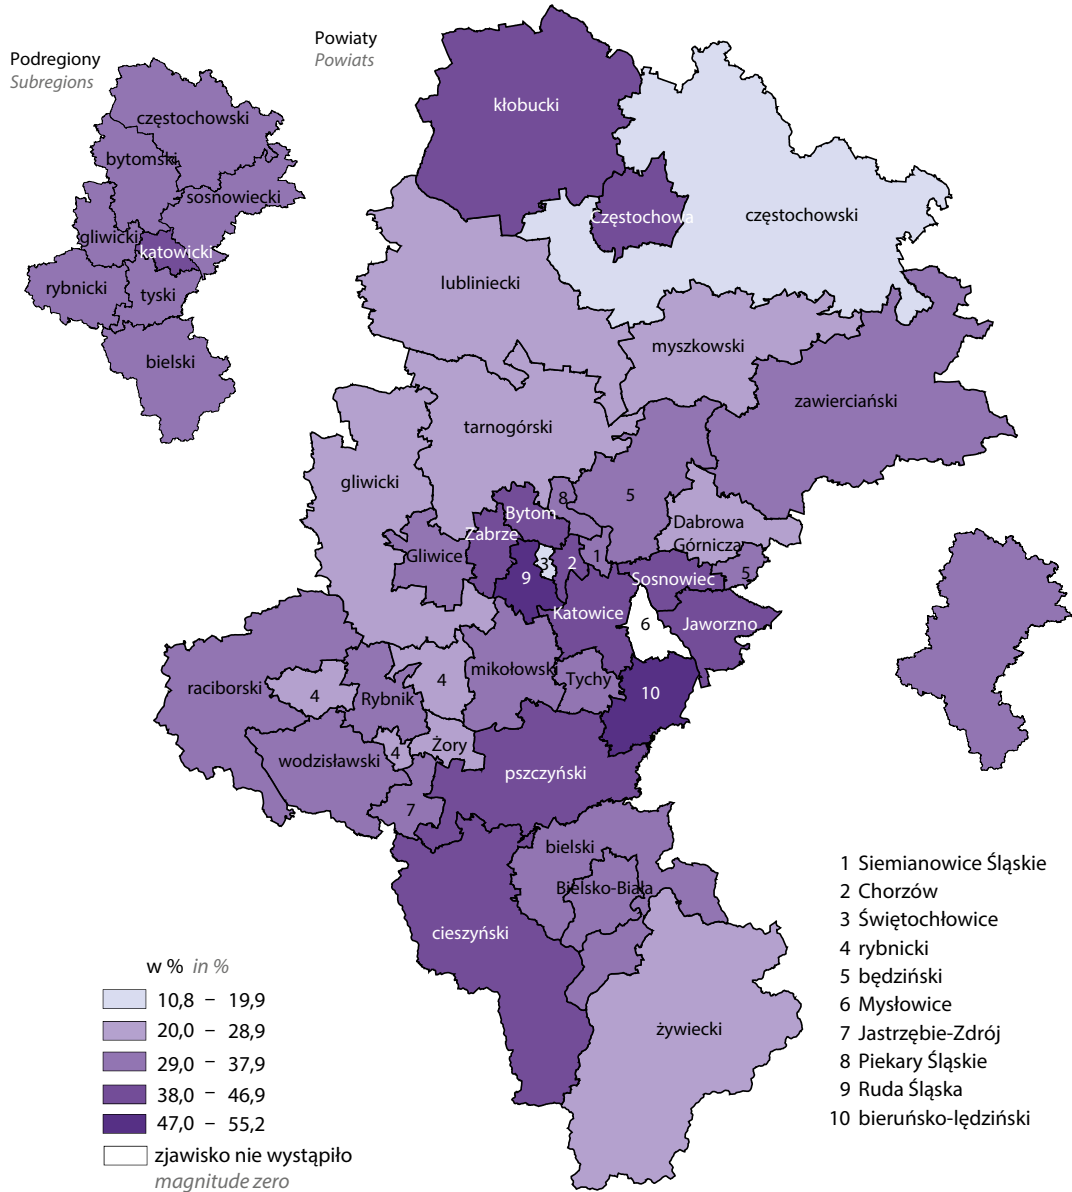 Podregiony
Subregions
częstochowski
bytomski
sosnowiecki
gliwicki
katowicki
rybnicki
tyski
bielski
Powiaty
Powiats
kłobucki
Częstochowa
częstochowski
lubliniecki
myszkowski
zawierciański
tarnogórski
gliwicki
8
5
Bytom
Dabrowa
Górnicza
Zabrze
Gliwice
3
2
1
9
Sosnowiec
5
Katowice
6
Jaworzno
mikołowski
Tychy
raciborski
4
Rybnik
4
10
wodzisławski
4
Żory
pszczyński
7
bielski
Bielsko-Biała
cieszyński
żywiecki
1 Siemianowice Śląskie
2 Chorzów
3 Świętochłowice
4 rybnicki
5 będziński
6 Mysłowice
7 Jastrzębie-Zdrój
8 Piekary Śląskie
9 Ruda Śląska
10 bieruńsko-lędziński
w % in %
10,8 – 19,9
20,0 – 28,9
29,0 – 37,9
38,0 – 46,9
47,0 – 55,2
zjawisko nie wystąpiło
magnitude zero